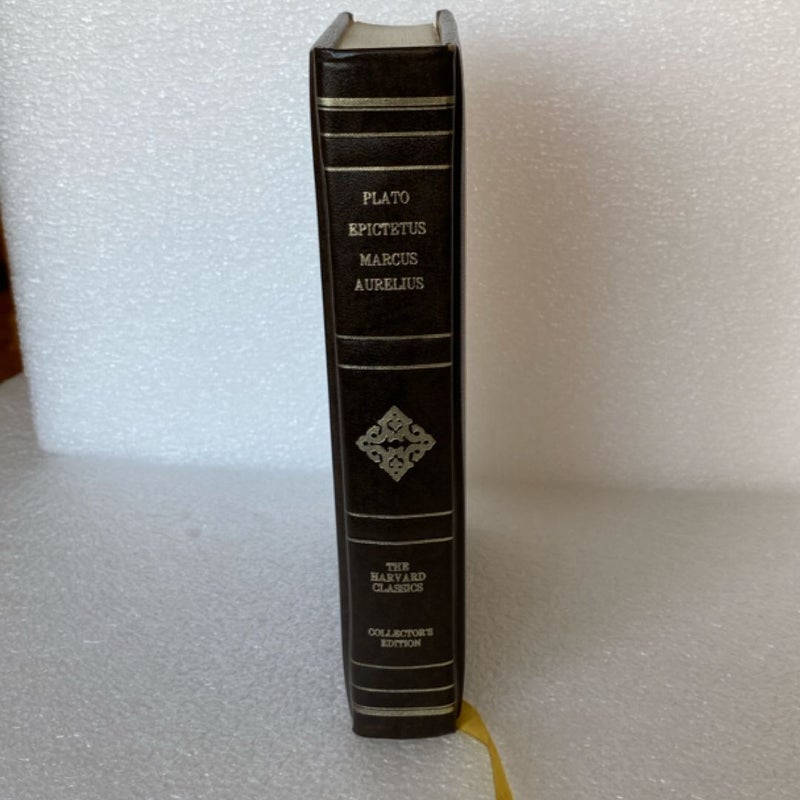 PLATO
EPICTETUS
MARCUS
AURELIUS
THE
HARVARD
CLASSICS
COLLECTOR'S
EDITION